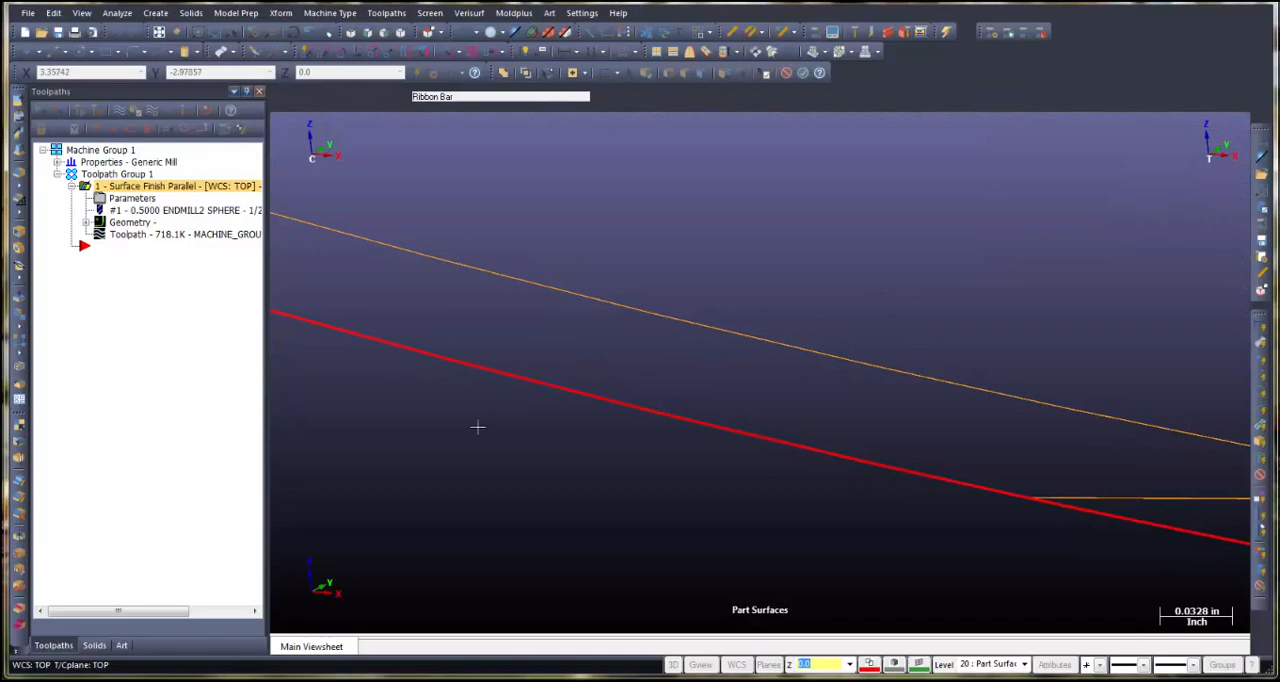 File Edit View Analyze Create Solids Model Prep Xform Machine Type Toolpaths Screen Verisurf Moldplus Art Settings Help
X 3.35742 Y -2.97857 Z 0.0
Toolpaths
Ribbon Bar
Machine Group 1
Properties - Generic Mill
Toolpath Group 1
1 - Surface Finish Parallel - [WCS: TOP] -
Parameters
#1 - 0.5000 ENDMILL2 SPHERE - 1/2
Geometry -
Toolpath - 718.1K - MACHINE_GROU
Z
Y
X
C
Z
Y
X
T
Y
X
Part Surfaces
0.0328 in
Inch
Toolpaths Solids Art
Main Viewsheet
WCS: TOP T/Cplane: TOP
3D Gview WCS Planes Z 0.0 Level 20 : Part Surfac Attributes Groups ?